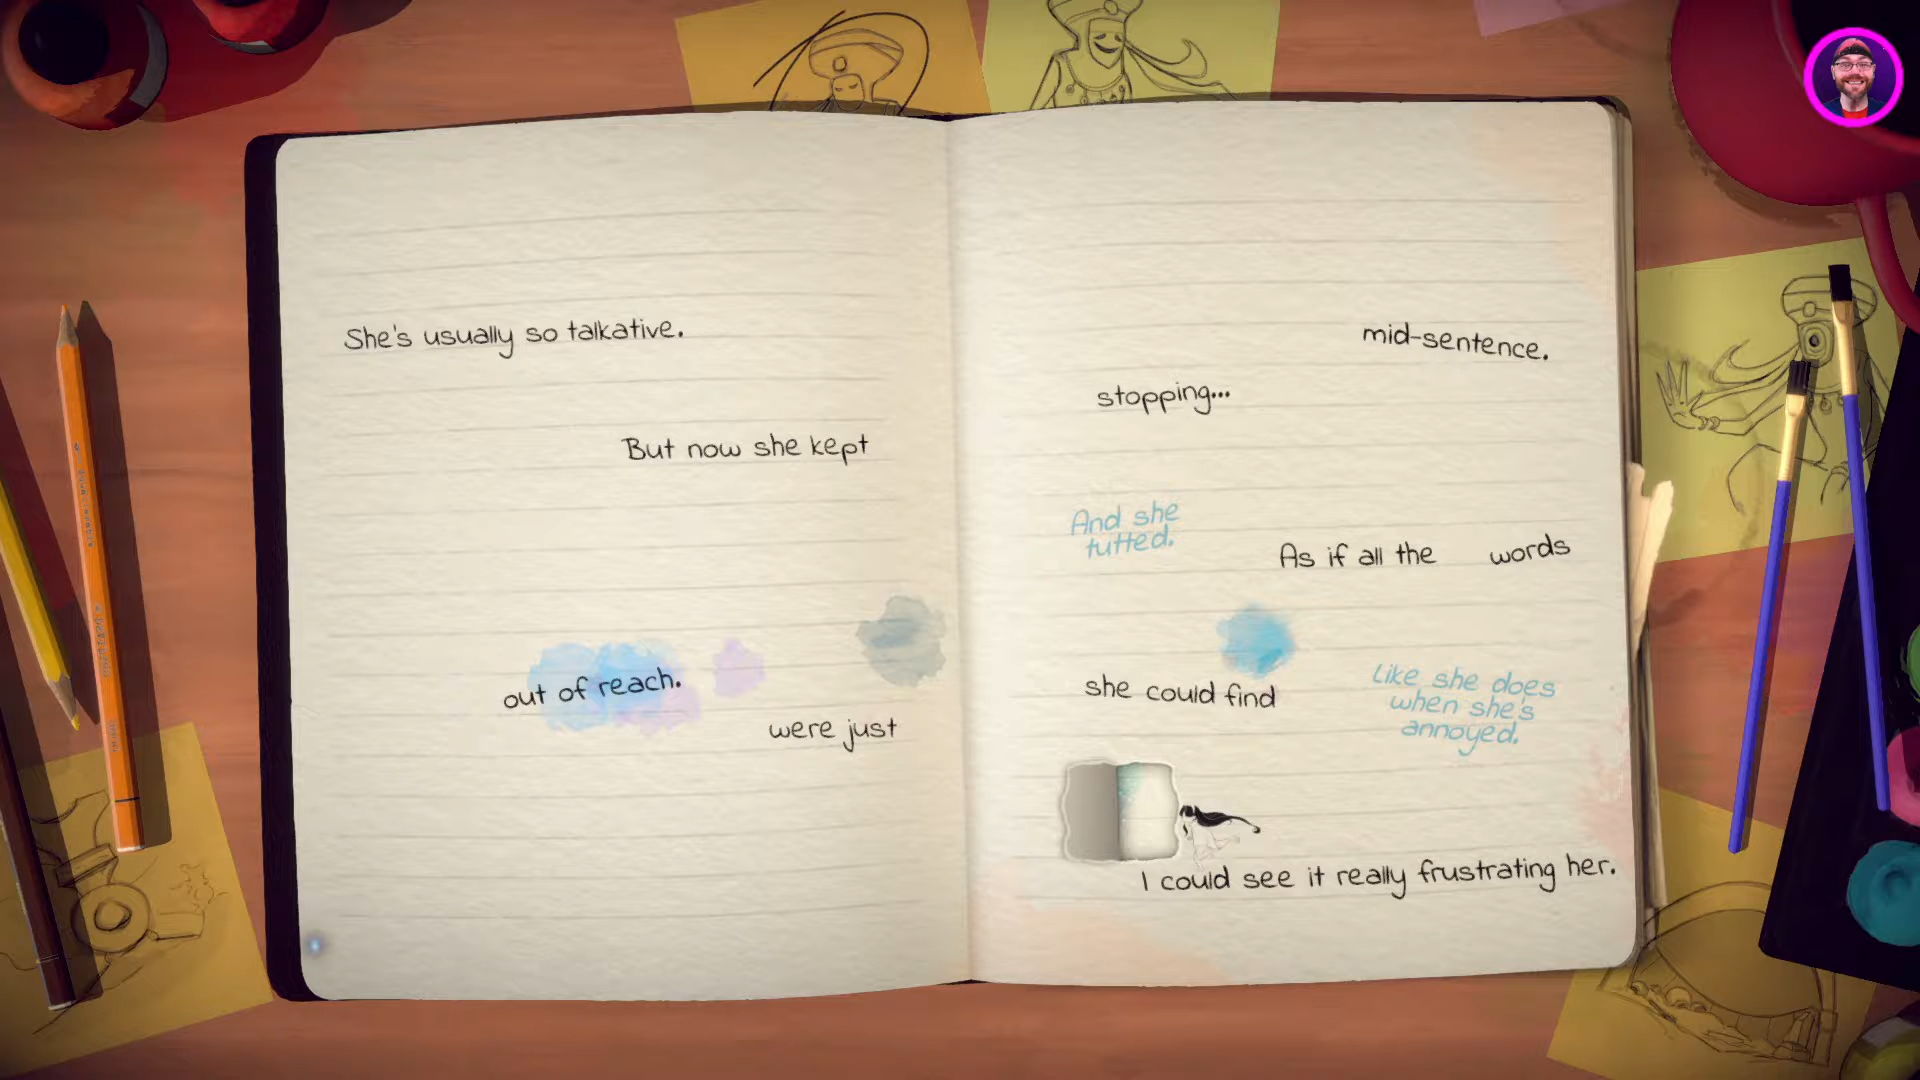 She's usually so talkative.
But now she kept
out of reach.
were just
mid-sentence.
stopping...
And she
tutted.
As if all the words
she could find
Like she does
when she's
annoyed.
I could see it really frustrating her.